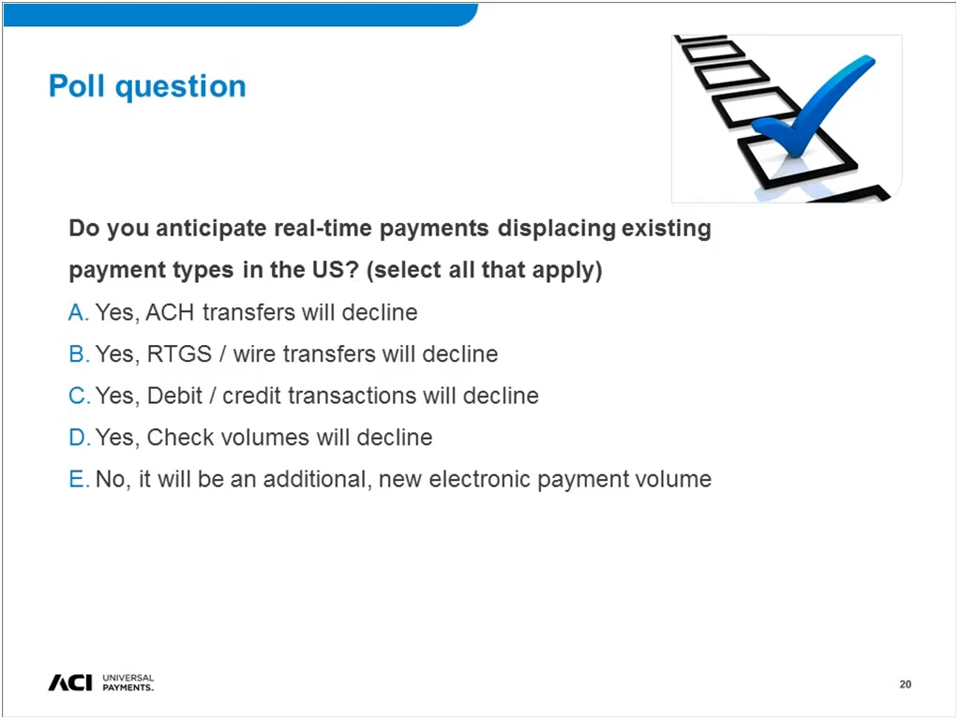 Poll question
Do you anticipate real-time payments displacing existing
payment types in the US? (select all that apply)
A. Yes, ACH transfers will decline
B. Yes, RTGS / wire transfers will decline
C. Yes, Debit / credit transactions will decline
D. Yes, Check volumes will decline
E. No, it will be an additional, new electronic payment volume
ACI UNIVERSAL
PAYMENTS.
20